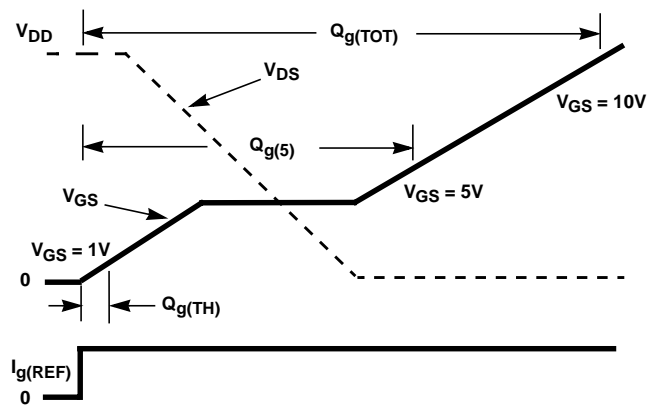 V_DD
Q_g(TOT)
V_DS
V_GS = 10V
Q_g(5)
V_GS
V_GS = 5V
V_GS = 1V
0
Q_g(TH)
I_g(REF)
0